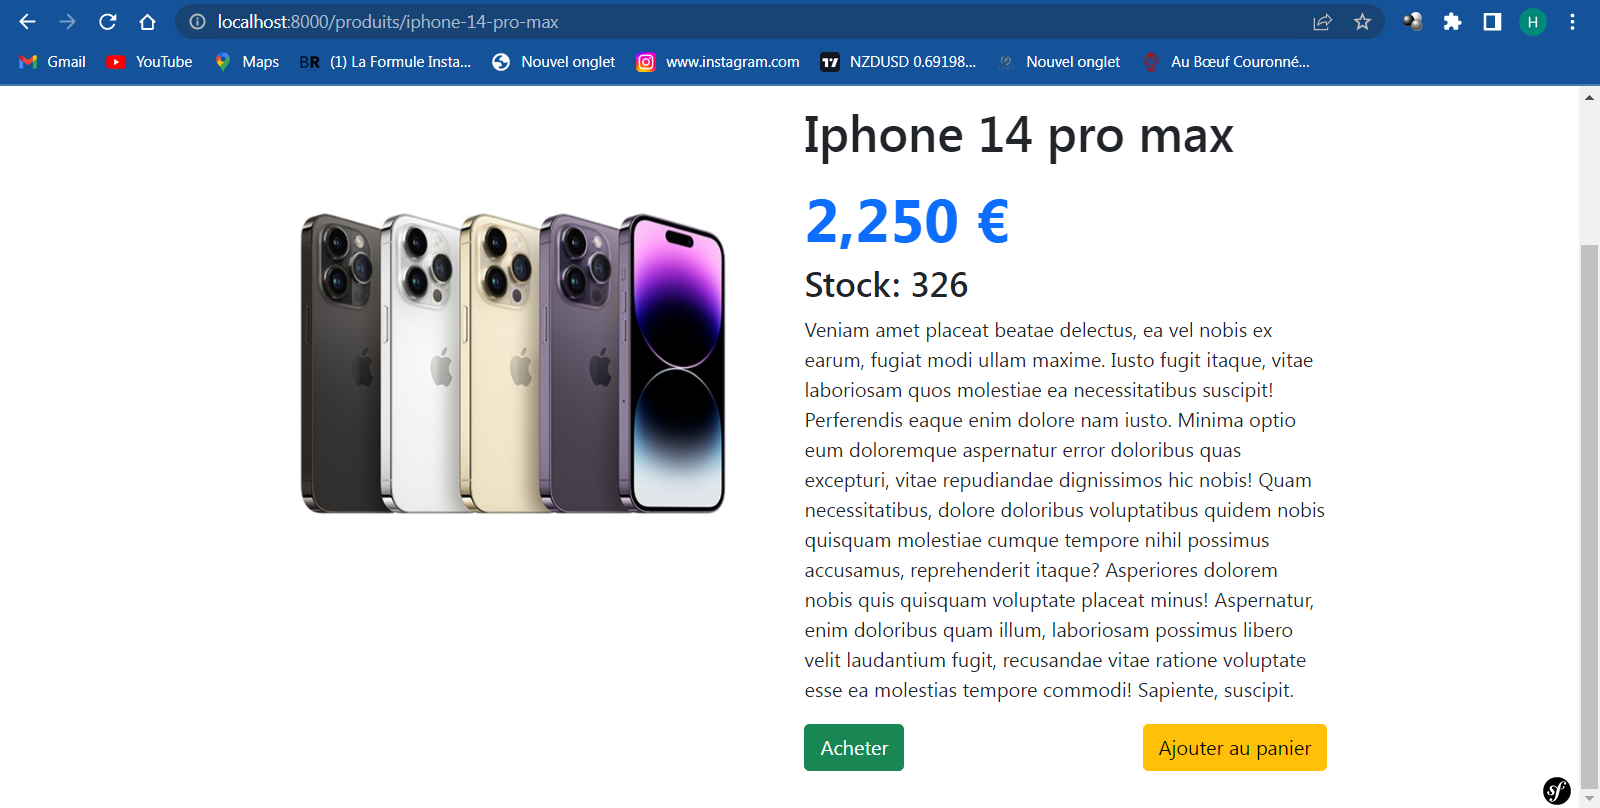 localhost:8000/produits/iphone-14-pro-max
H
Gmail
YouTube
Maps
BR (1) La Formule Insta...
Nouvel onglet
www.instagram.com
NZDUSD 0.69198...
Nouvel onglet
Au Bœuf Couronné...
Iphone 14 pro max
2,250 €
Stock: 326
Veniam amet placeat beatae delectus, ea vel nobis ex
earum, fugiat modi ullam maxime. Iusto fugit itaque, vitae
laboriosam quos molestiae ea necessitatibus suscipit!
Perferendis eaque enim dolore nam iusto. Minima optio
eum doloremque aspernatur error doloribus quas
excepturi, vitae repudiandae dignissimos hic nobis! Quam
necessitatibus, dolore doloribus voluptatibus quidem nobis
quisquam molestiae cumque tempore nihil possimus
accusamus, reprehenderit itaque? Asperiores dolorem
nobis quis quisquam voluptate placeat minus! Aspernatur,
enim doloribus quam illum, laboriosam possimus libero
velit laudantium fugit, recusandae vitae ratione voluptate
esse ea molestias tempore commodi! Sapiente, suscipit.
Acheter
Ajouter au panier
sf